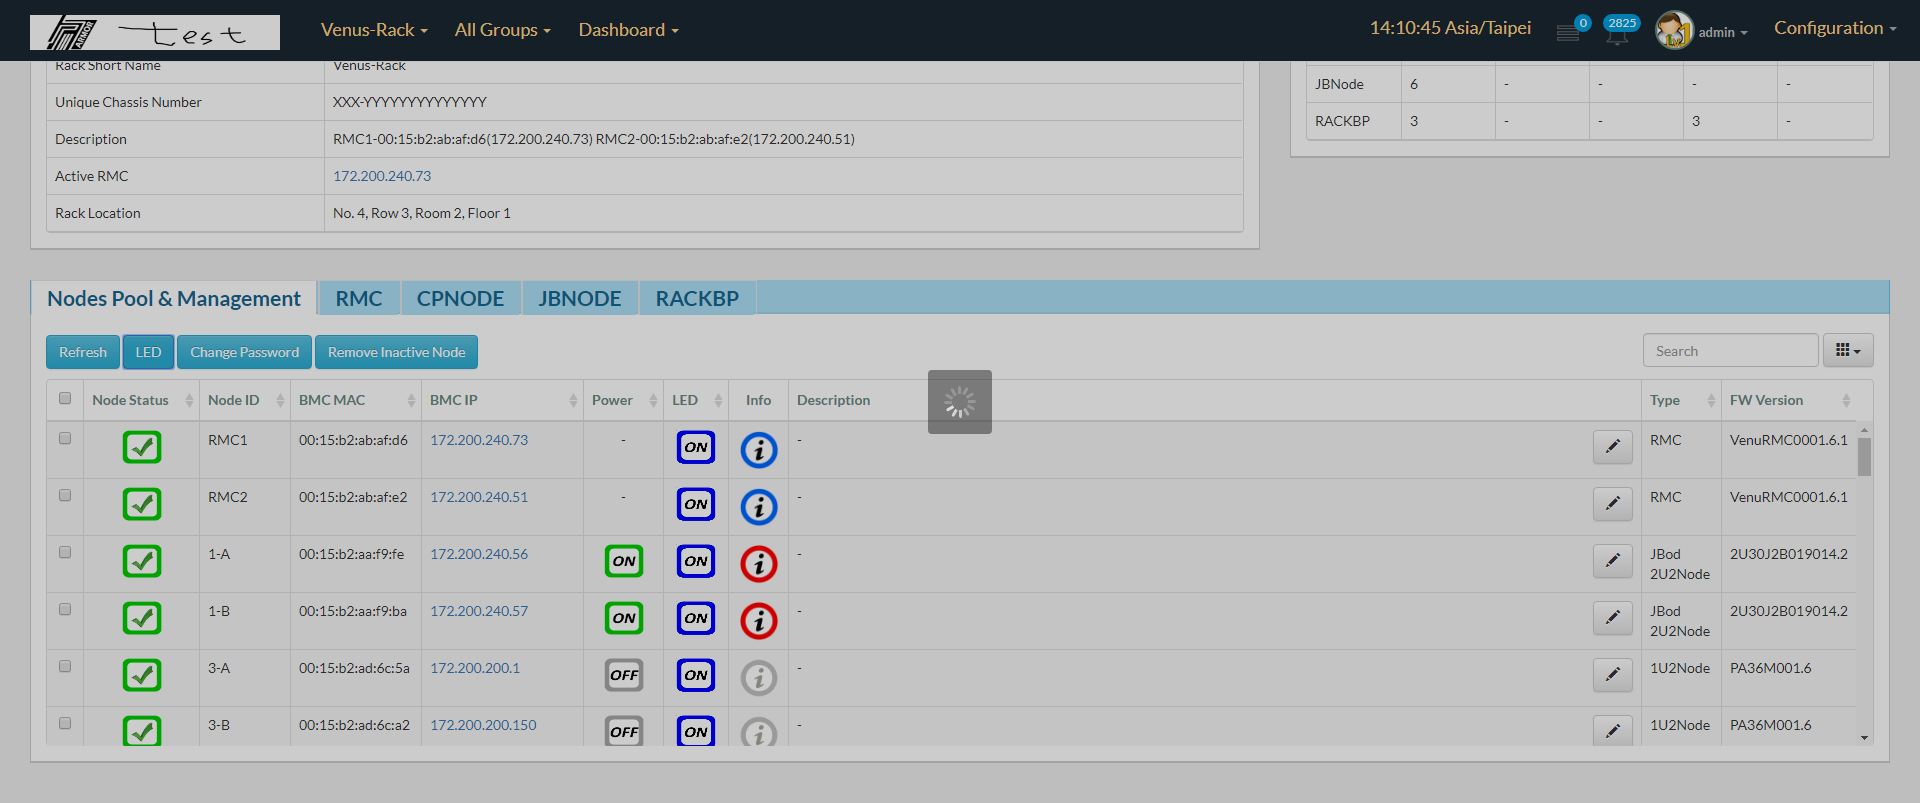 ARMOR test Venus-Rack All Groups Dashboard 14:10:45 Asia/Taipei 0 2825 admin Configuration
Rack Short Name Venus-Rack
Unique Chassis Number XXX-YYYYYYYYYYYYYY
Description RMC1-00:15:b2:ab:af:d6(172.200.240.73) RMC2-00:15:b2:ab:af:e2(172.200.240.51)
Active RMC 172.200.240.73
Rack Location No. 4, Row 3, Room 2, Floor 1
JBNode 6 - - - -
RACKBP 3 - - 3 -
Nodes Pool & Management RMC CPNODE JBNODE RACKBP
Refresh LED Change Password Remove Inactive Node Search
Node Status Node ID BMC MAC BMC IP Power LED Info Description Type FW Version
RMC1 00:15:b2:ab:af:d6 172.200.240.73 - ON i - RMC VenuRMC0001.6.1
RMC2 00:15:b2:ab:af:e2 172.200.240.51 - ON i - RMC VenuRMC0001.6.1
1-A 00:15:b2:aa:f9:fe 172.200.240.56 ON ON i - JBod 2U30J2B019014.2
2U2Node
1-B 00:15:b2:aa:f9:ba 172.200.240.57 ON ON i - JBod 2U30J2B019014.2
2U2Node
3-A 00:15:b2:ad:6c:5a 172.200.200.1 OFF ON i - 1U2Node PA36M001.6
3-B 00:15:b2:ad:6c:a2 172.200.200.150 OFF ON i - 1U2Node PA36M001.6